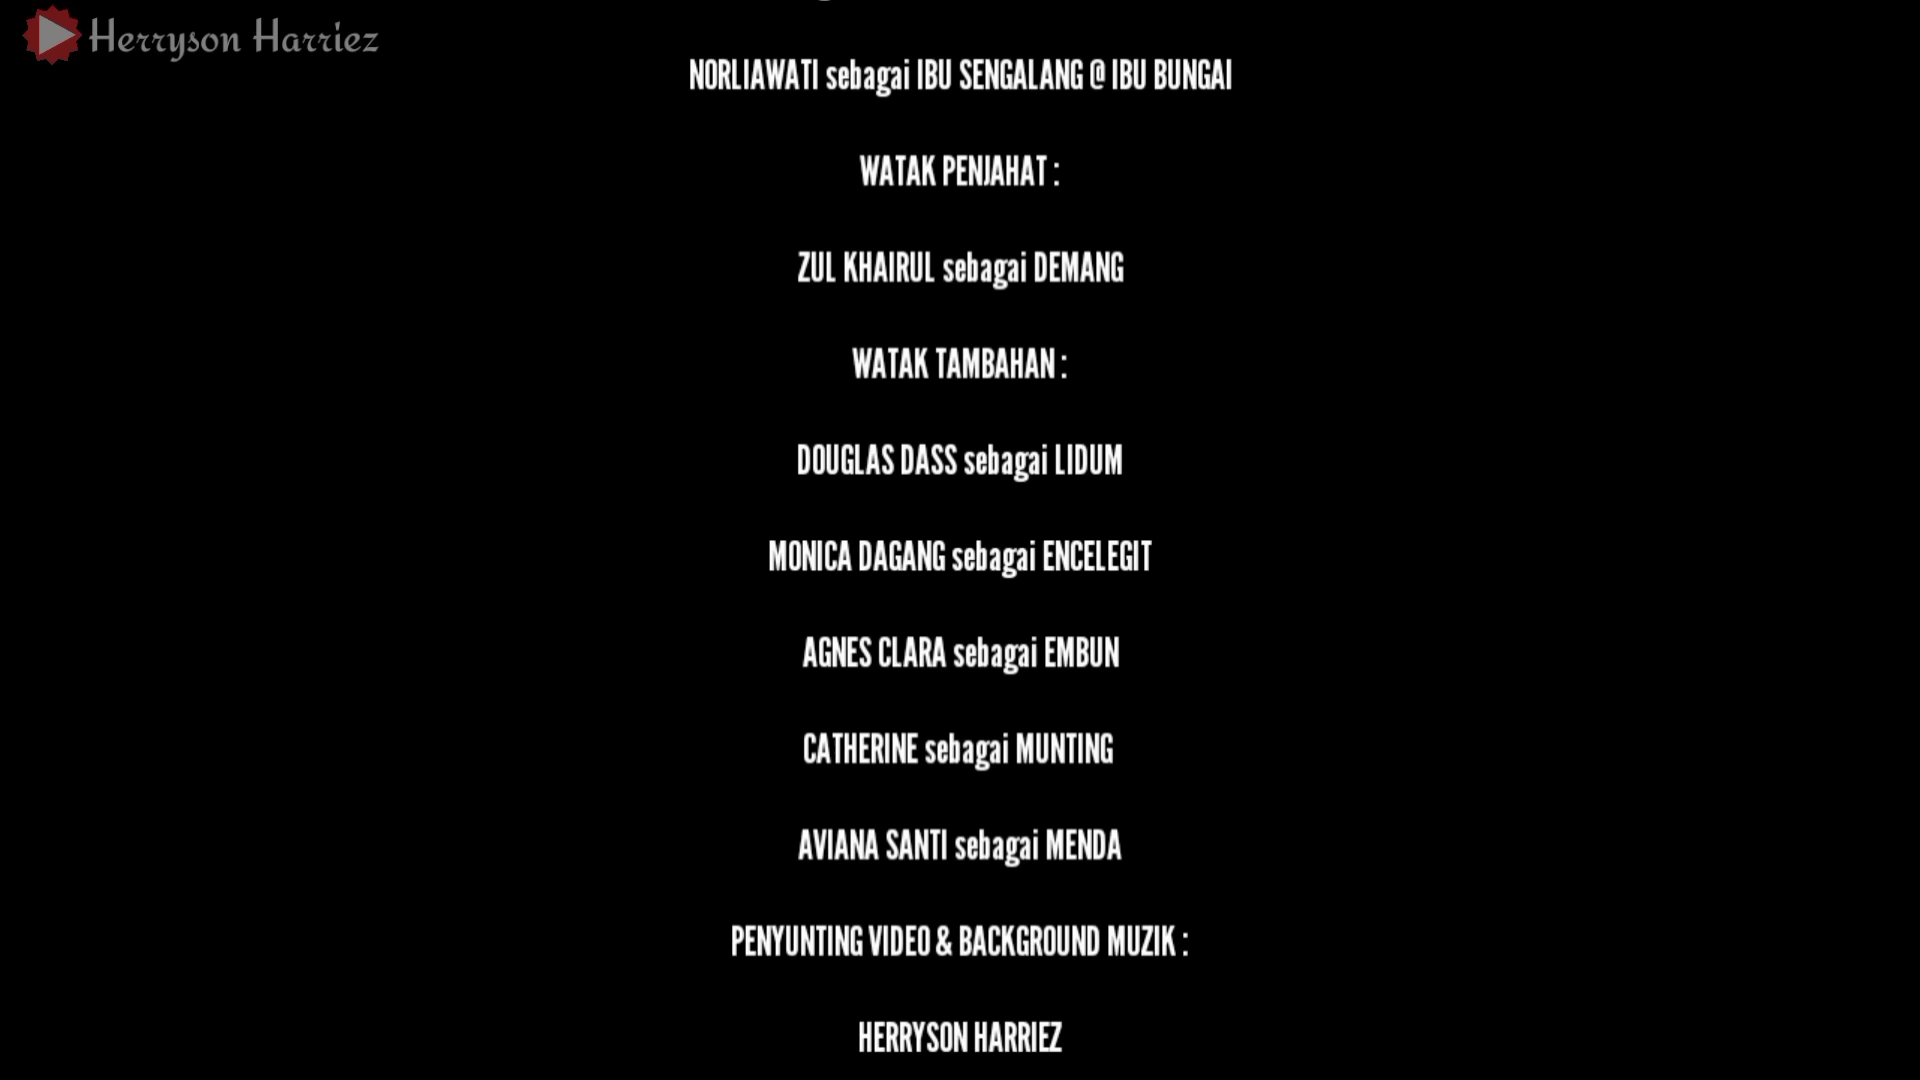 Herryson Harriez
NORLIAWATI sebagai IBU SENGALANG @ IBU BUNGAI
WATAK PENJAHAT :
ZUL KHAIRUL sebagai DEMANG
WATAK TAMBAHAN :
DOUGLAS DASS sebagai LIDUM
MONICA DAGANG sebagai ENCELEGIT
AGNES CLARA sebagai EMBUN
CATHERINE sebagai MUNTING
AVIANA SANTI sebagai MENDA
PENYUNTING VIDEO & BACKGROUND MUZIK :
HERRYSON HARRIEZ